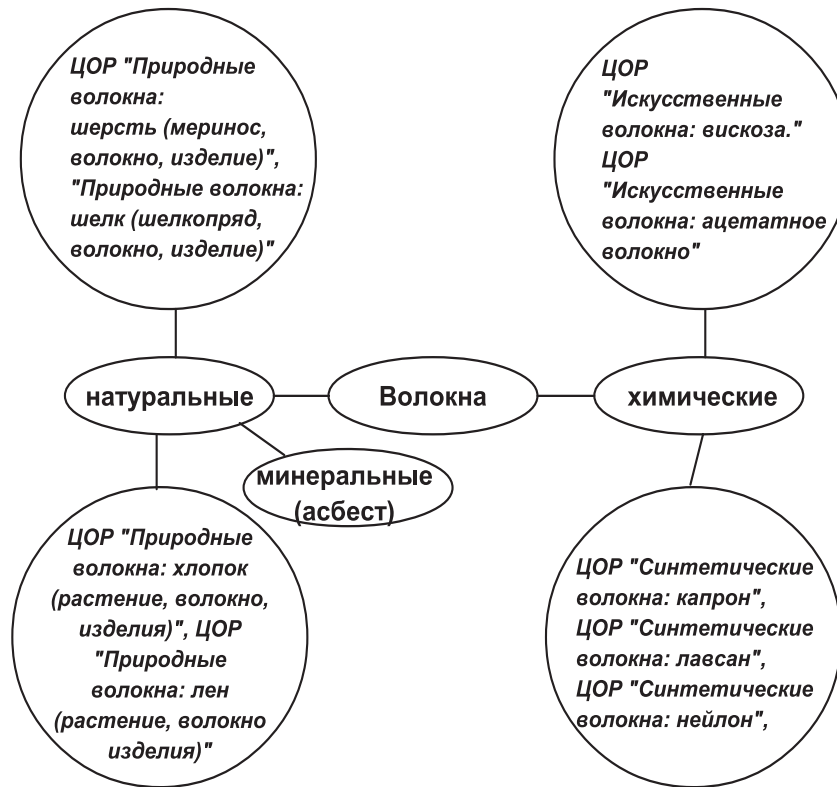 ЦОР "Природные
волокна:
шерсть (меринос,
волокно, изделие)",
"Природные волокна:
шелк (шелкопряд,
волокно, изделие)"
ЦОР
"Искусственные
волокна: вискоза."
ЦОР
"Искусственные
волокна: ацетатное
волокно"
натуральные
Волокна
химические
минеральные
(асбест)
ЦОР "Природные
волокна: хлопок
(растение, волокно,
изделия)", ЦОР
"Природные
волокна: лен
(растение, волокно
изделия)"
ЦОР "Синтетические
волокна: капрон",
ЦОР "Синтетические
волокна: лавсан",
ЦОР "Синтетические
волокна: нейлон",